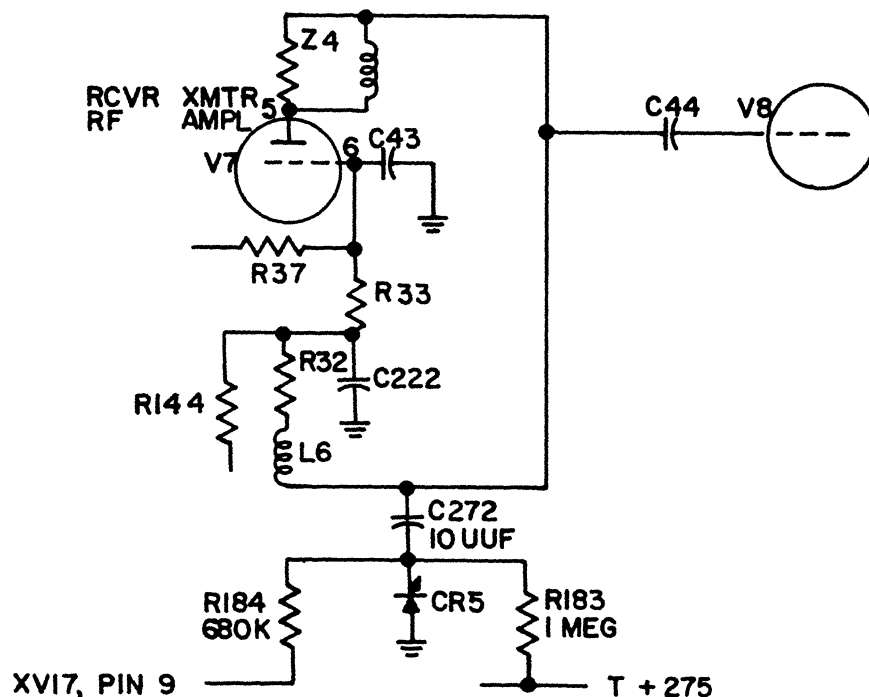 Z4
RCVR XMTR 5
RF AMPL
V7
6
C43
C44
V8
R37
R33
R32
C222
R144
L6
C272
10 UUF
R184
680K
CR5
R183
1 MEG
XV17, PIN 9
T + 275